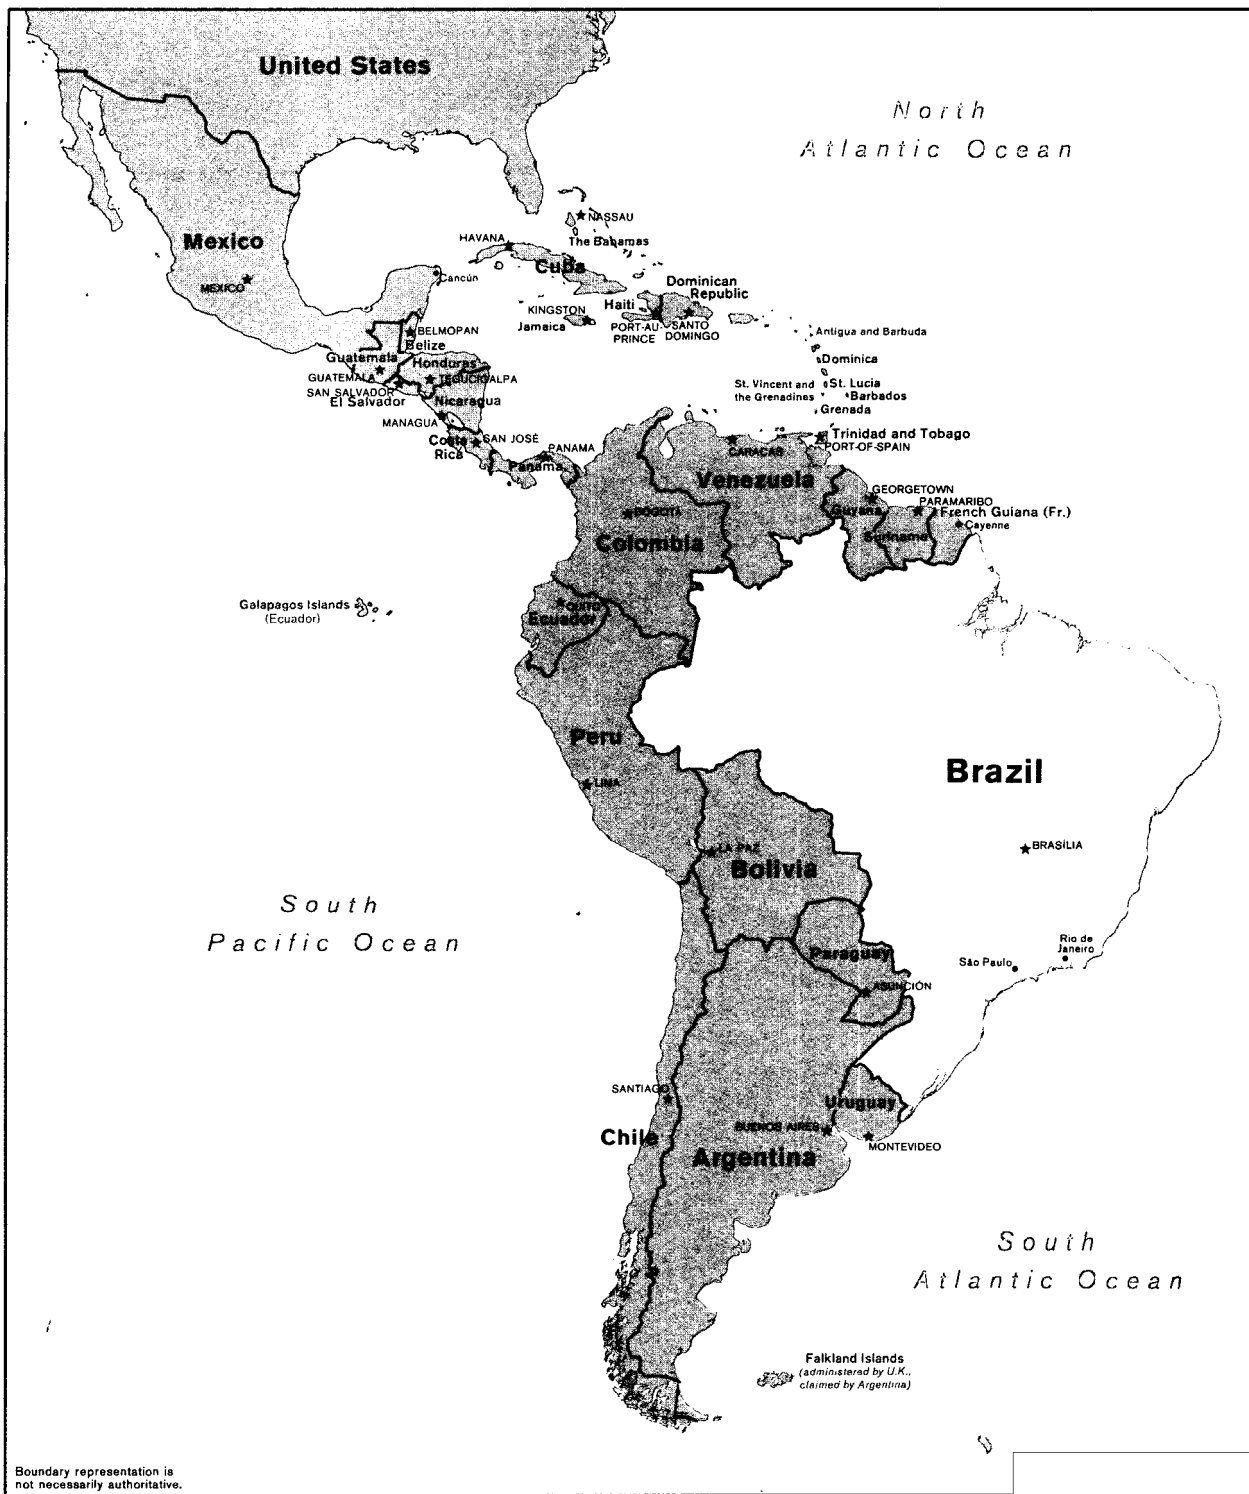 United States
North
Atlantic Ocean
NASSAU
The Bahamas
HAVANA
Cuba
Mexico
MEXICO
Cancún
Dominican
Republic
Haiti
KINGSTON
Jamaica
PORT-AU-
PRINCE
SANTO
DOMINGO
BELMOPAN
Belize
Antigua and Barbuda
Guatemala
Honduras
Dominica
GUATEMALA
TEGUCIGALPA
SAN SALVADOR
El Salvador
Nicaragua
St. Vincent and
the Grenadines
St. Lucia
Barbados
Grenada
MANAGUA
Costa
Rica
SAN JOSÉ
PANAMA
Panama
CARACAS
Trinidad and Tobago
PORT-OF-SPAIN
Venezuela
GEORGETOWN
Guyana
PARAMARIBO
French Guiana (Fr.)
Cayenne
Suriname
BOGOTÁ
Colombia
Galapagos Islands
(Ecuador)
QUITO
Ecuador
Peru
LIMA
Brazil
BRASÍLIA
LA PAZ
Bolivia
South
Pacific Ocean
Paraguay
ASUNCIÓN
Rio de
Janeiro
São Paulo
SANTIAGO
Chile
Uruguay
BUENOS AIRES
MONTEVIDEO
Argentina
South
Atlantic Ocean
Falkland Islands
(administered by U.K.,
claimed by Argentina)
Boundary representation is
not necessarily authoritative.